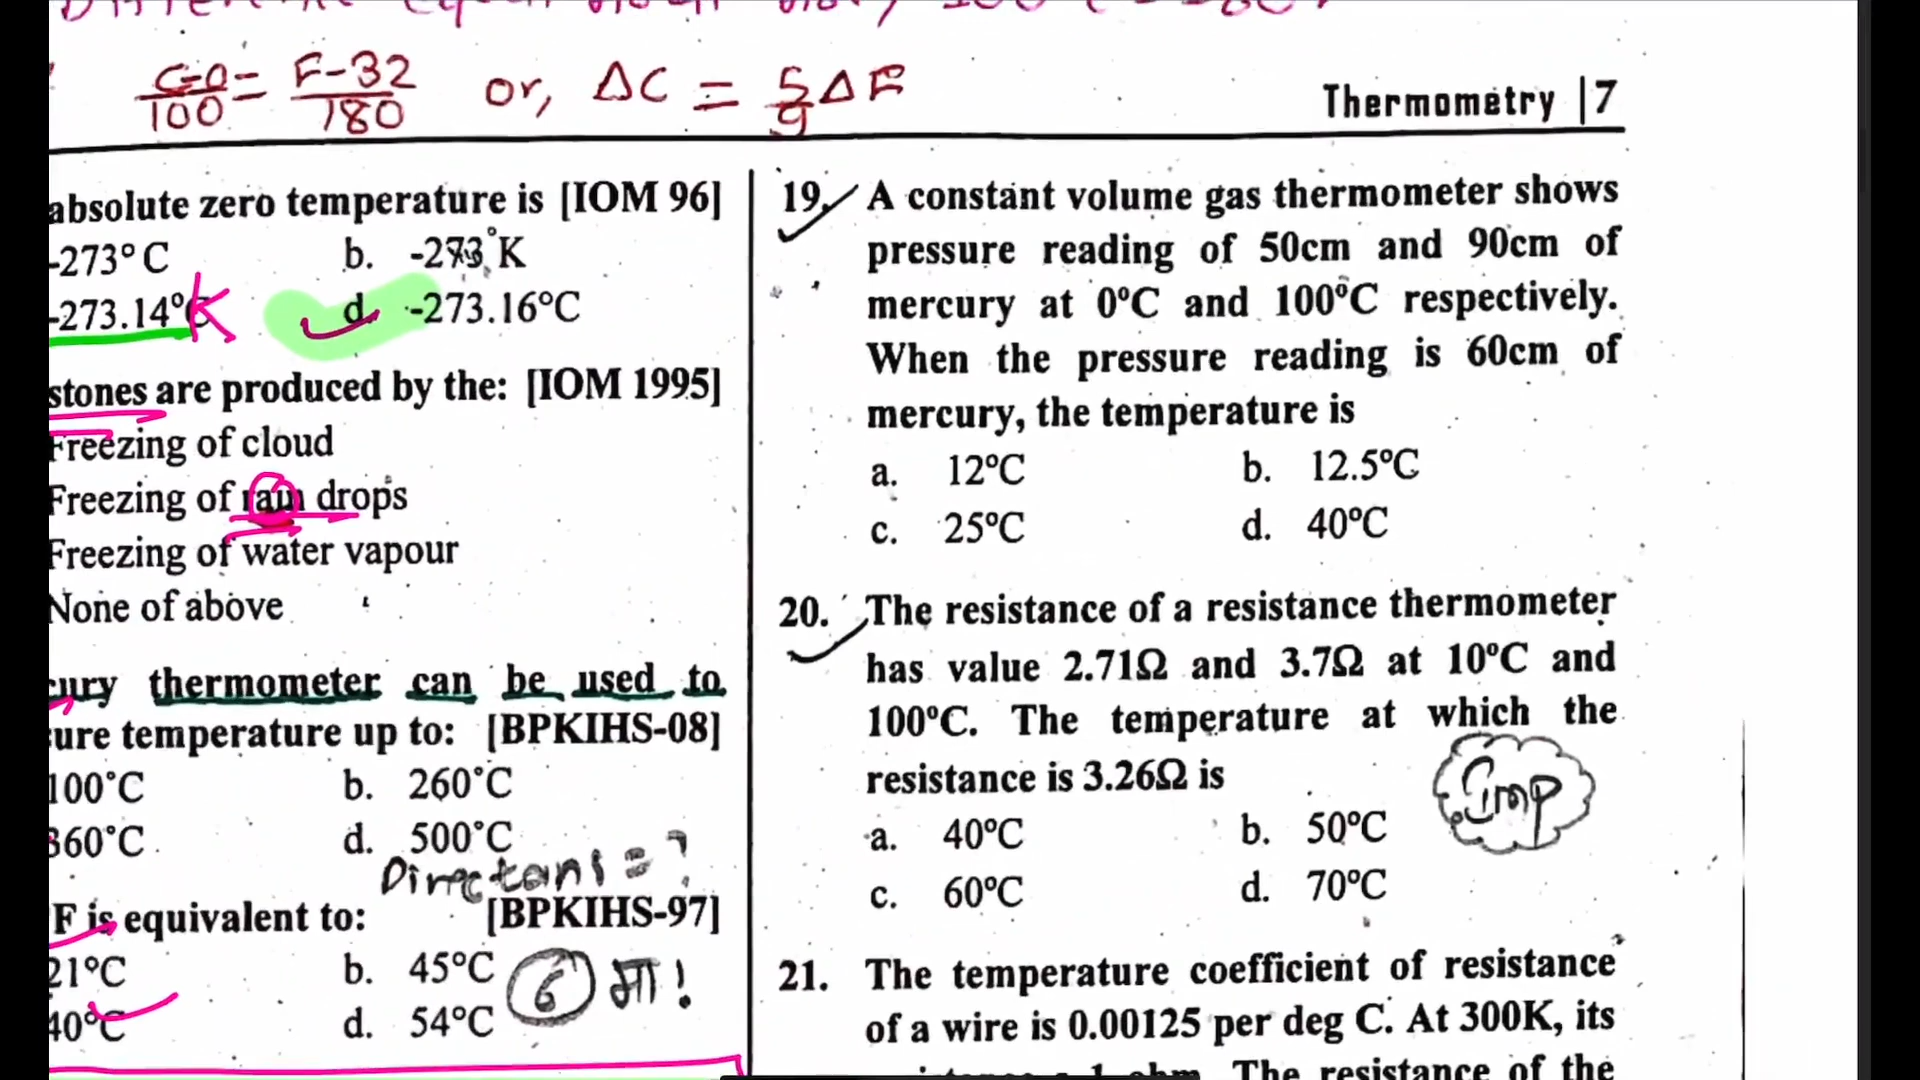 C-0/100 = F-32/180 or, ΔC = 5/9 ΔF
Thermometry |7
absolute zero temperature is [IOM 96]
-273°C b. -273°K
-273.14°C K d. -273.16°C
stones are produced by the: [IOM 1995]
Freezing of cloud
Freezing of rain drops
Freezing of water vapour
None of above
cury thermometer can be used to
ure temperature up to: [BPKIHS-08]
100°C b. 260°C
360°C d. 500°C
F is equivalent to: [BPKIHS-97]
21°C b. 45°C
6 मा!
40°C d. 54°C
19. A constant volume gas thermometer shows
pressure reading of 50cm and 90cm of
mercury at 0°C and 100°C respectively.
When the pressure reading is 60cm of
mercury, the temperature is
a. 12°C b. 12.5°C
c. 25°C d. 40°C
20. The resistance of a resistance thermometer
has value 2.71Ω and 3.7Ω at 10°C and
100°C. The temperature at which the
resistance is 3.26Ω is
Imp
a. 40°C b. 50°C
c. 60°C d. 70°C
21. The temperature coefficient of resistance
of a wire is 0.00125 per deg C. At 300K, its
1 ohm. The resistance of the